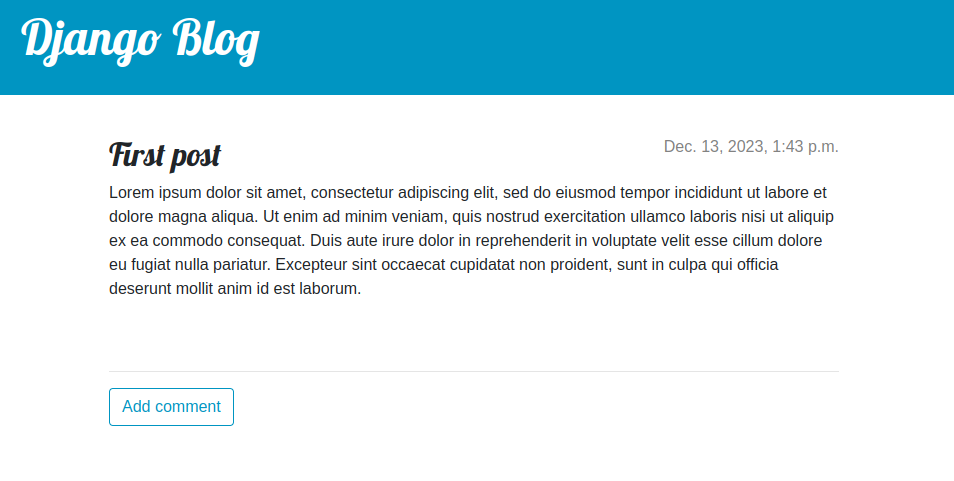 Django Blog
First post
Dec. 13, 2023, 1:43 p.m.
Lorem ipsum dolor sit amet, consectetur adipiscing elit, sed do eiusmod tempor incididunt ut labore et
dolore magna aliqua. Ut enim ad minim veniam, quis nostrud exercitation ullamco laboris nisi ut aliquip
ex ea commodo consequat. Duis aute irure dolor in reprehenderit in voluptate velit esse cillum dolore
eu fugiat nulla pariatur. Excepteur sint occaecat cupidatat non proident, sunt in culpa qui officia
deserunt mollit anim id est laborum.
Add comment